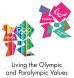 Living the Olympic
and Paralympic Values